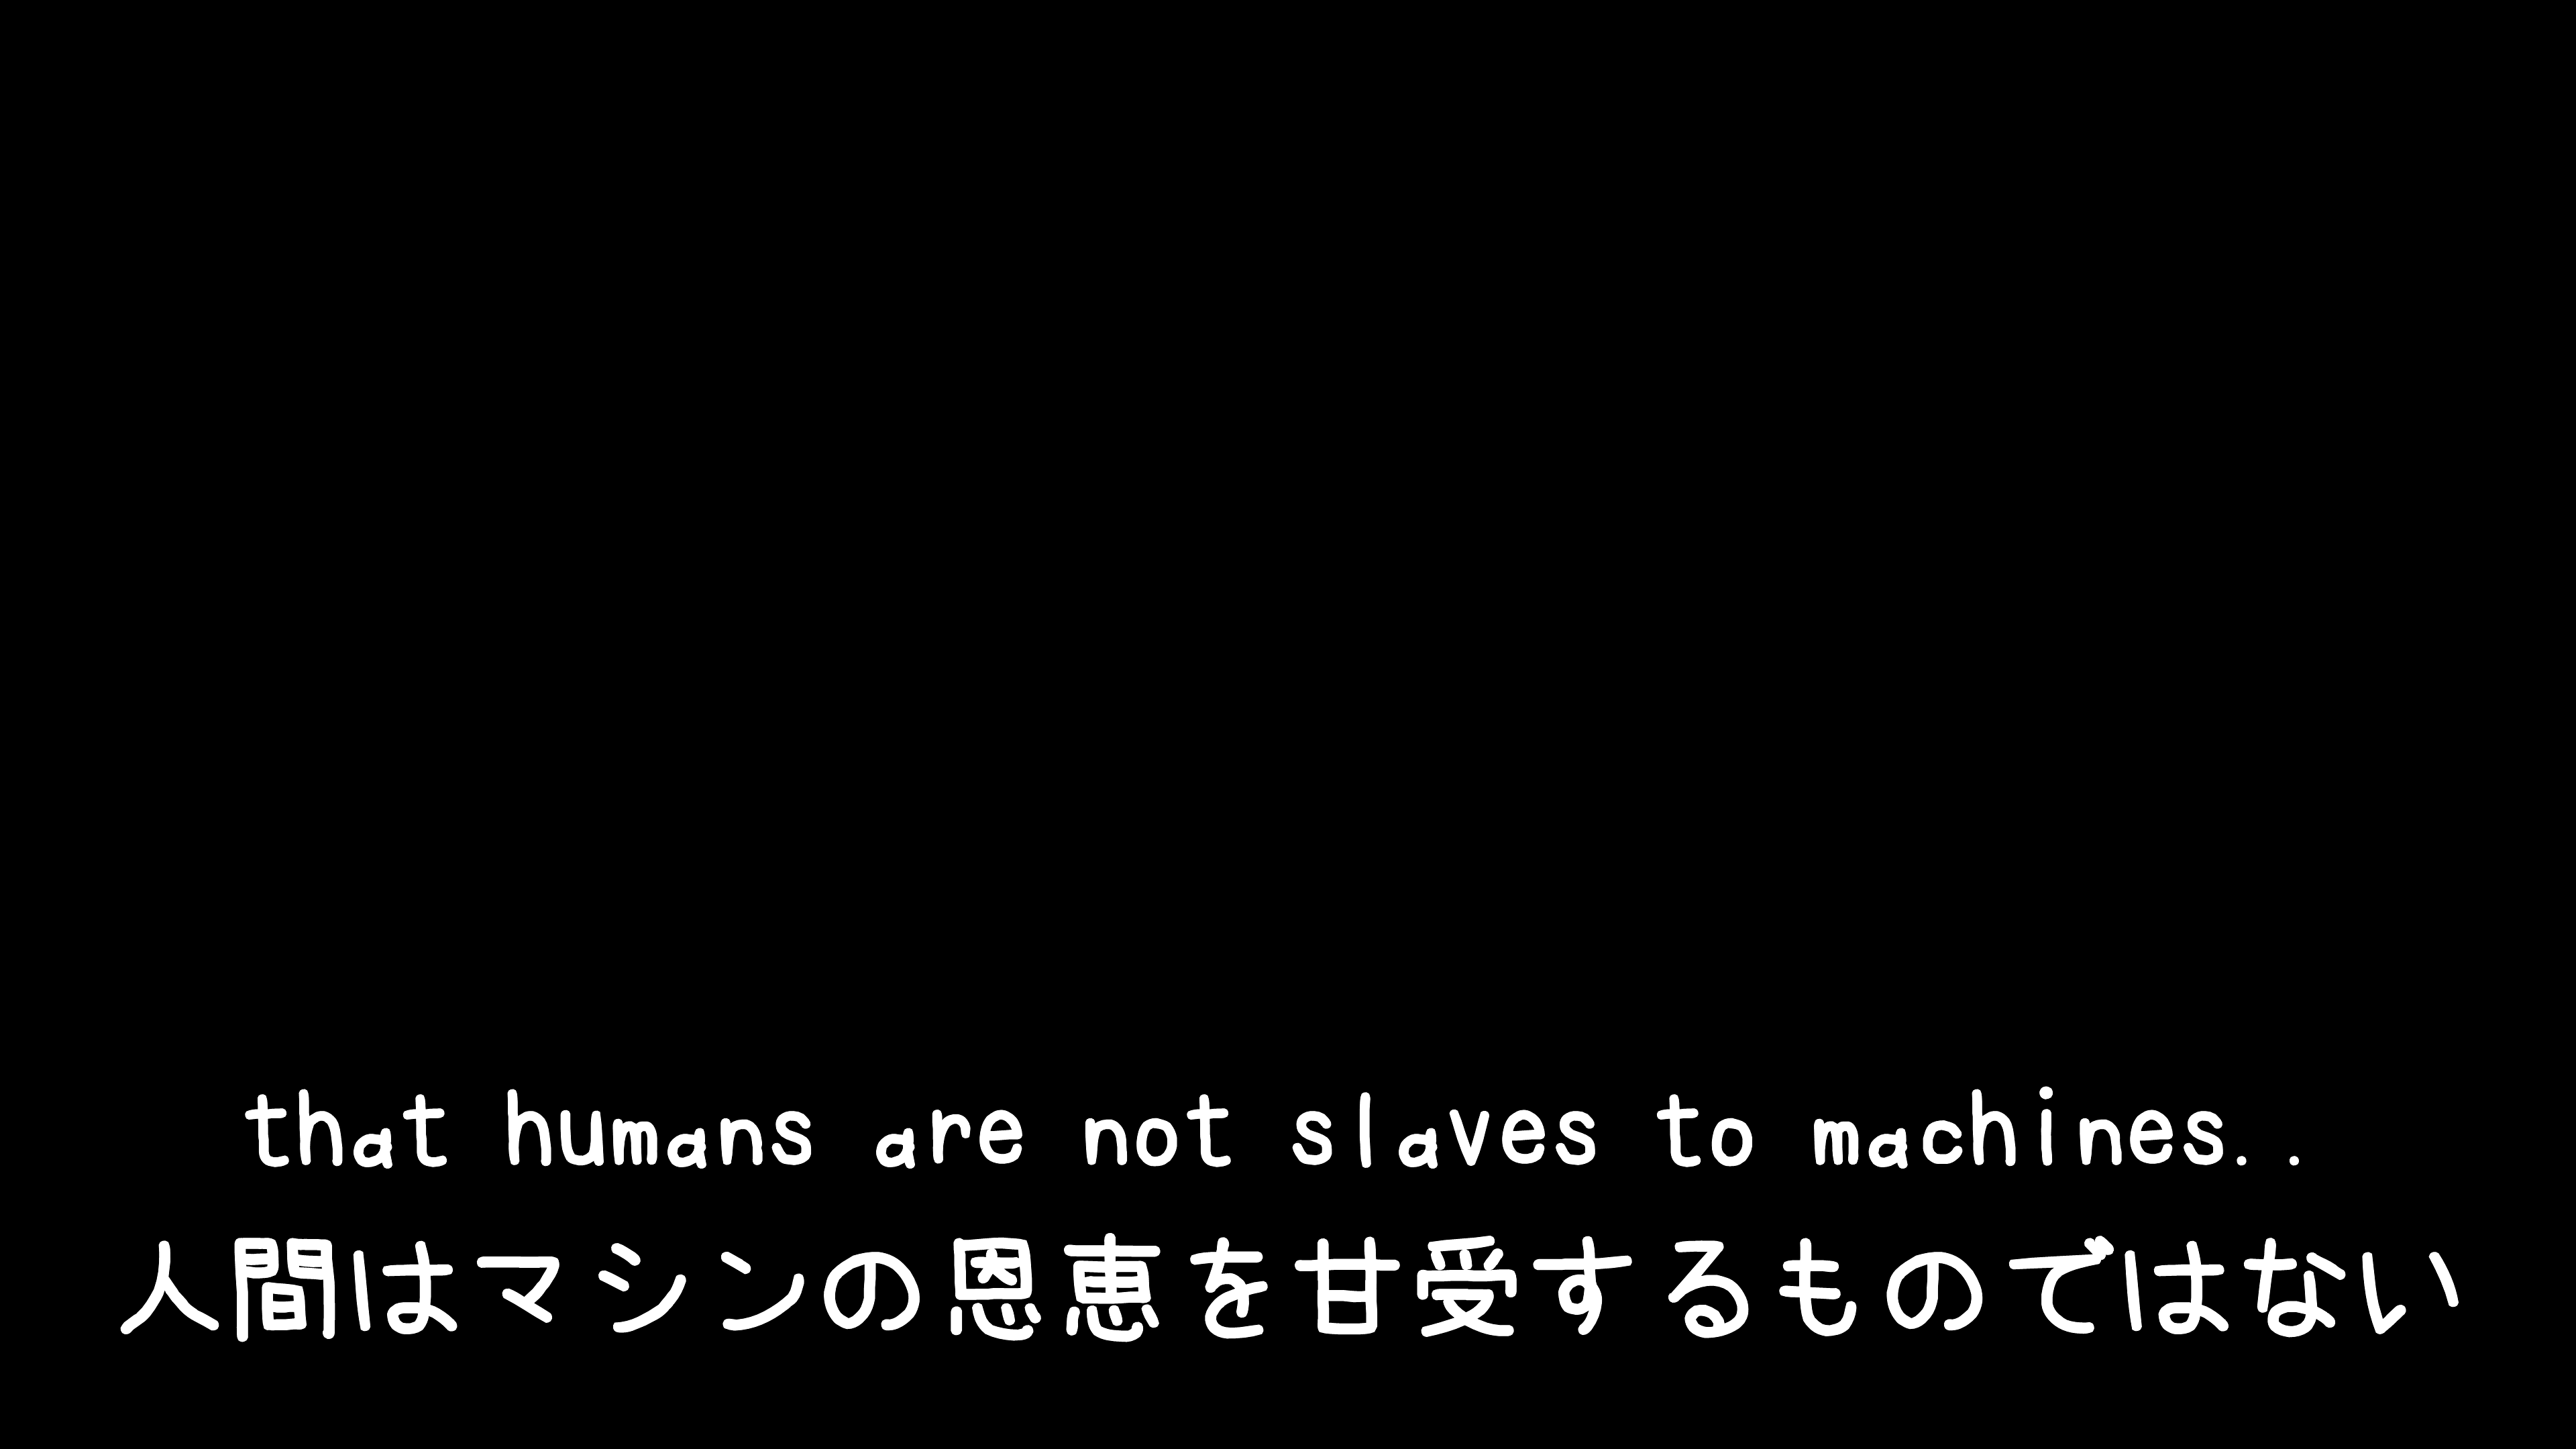 that humans are not slaves to machines..
人間はマシンの恩恵を甘受するものではない